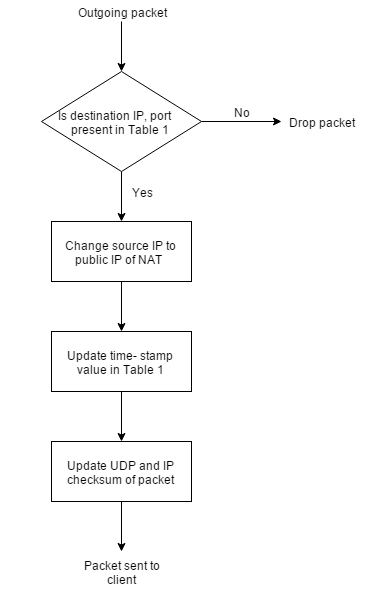 Outgoing packet
Is destination IP, port
present in Table 1
No
Drop packet
Yes
Change source IP to
public IP of NAT
Update time- stamp
value in Table 1
Update UDP and IP
checksum of packet
Packet sent to
client